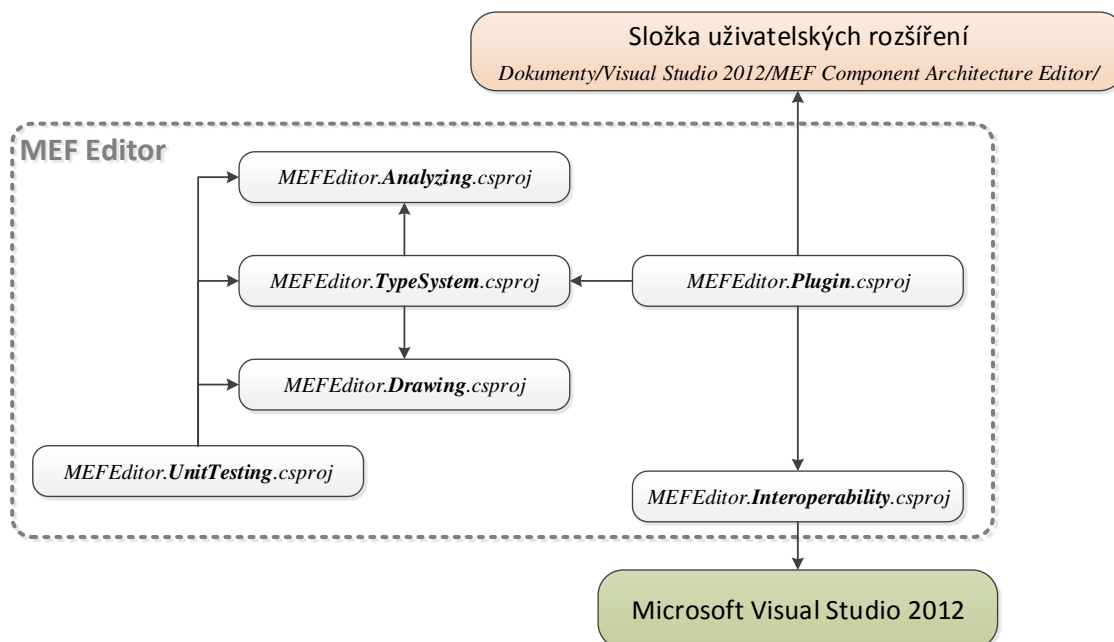 Složka uživatelských rozšíření
Dokumenty/Visual Studio 2012/MEF Component Architecture Editor/
MEF Editor
MEFEditor.Analyzing.csproj
MEFEditor.TypeSystem.csproj
MEFEditor.Plugin.csproj
MEFEditor.Drawing.csproj
MEFEditor.UnitTesting.csproj
MEFEditor.Interoperability.csproj
Microsoft Visual Studio 2012